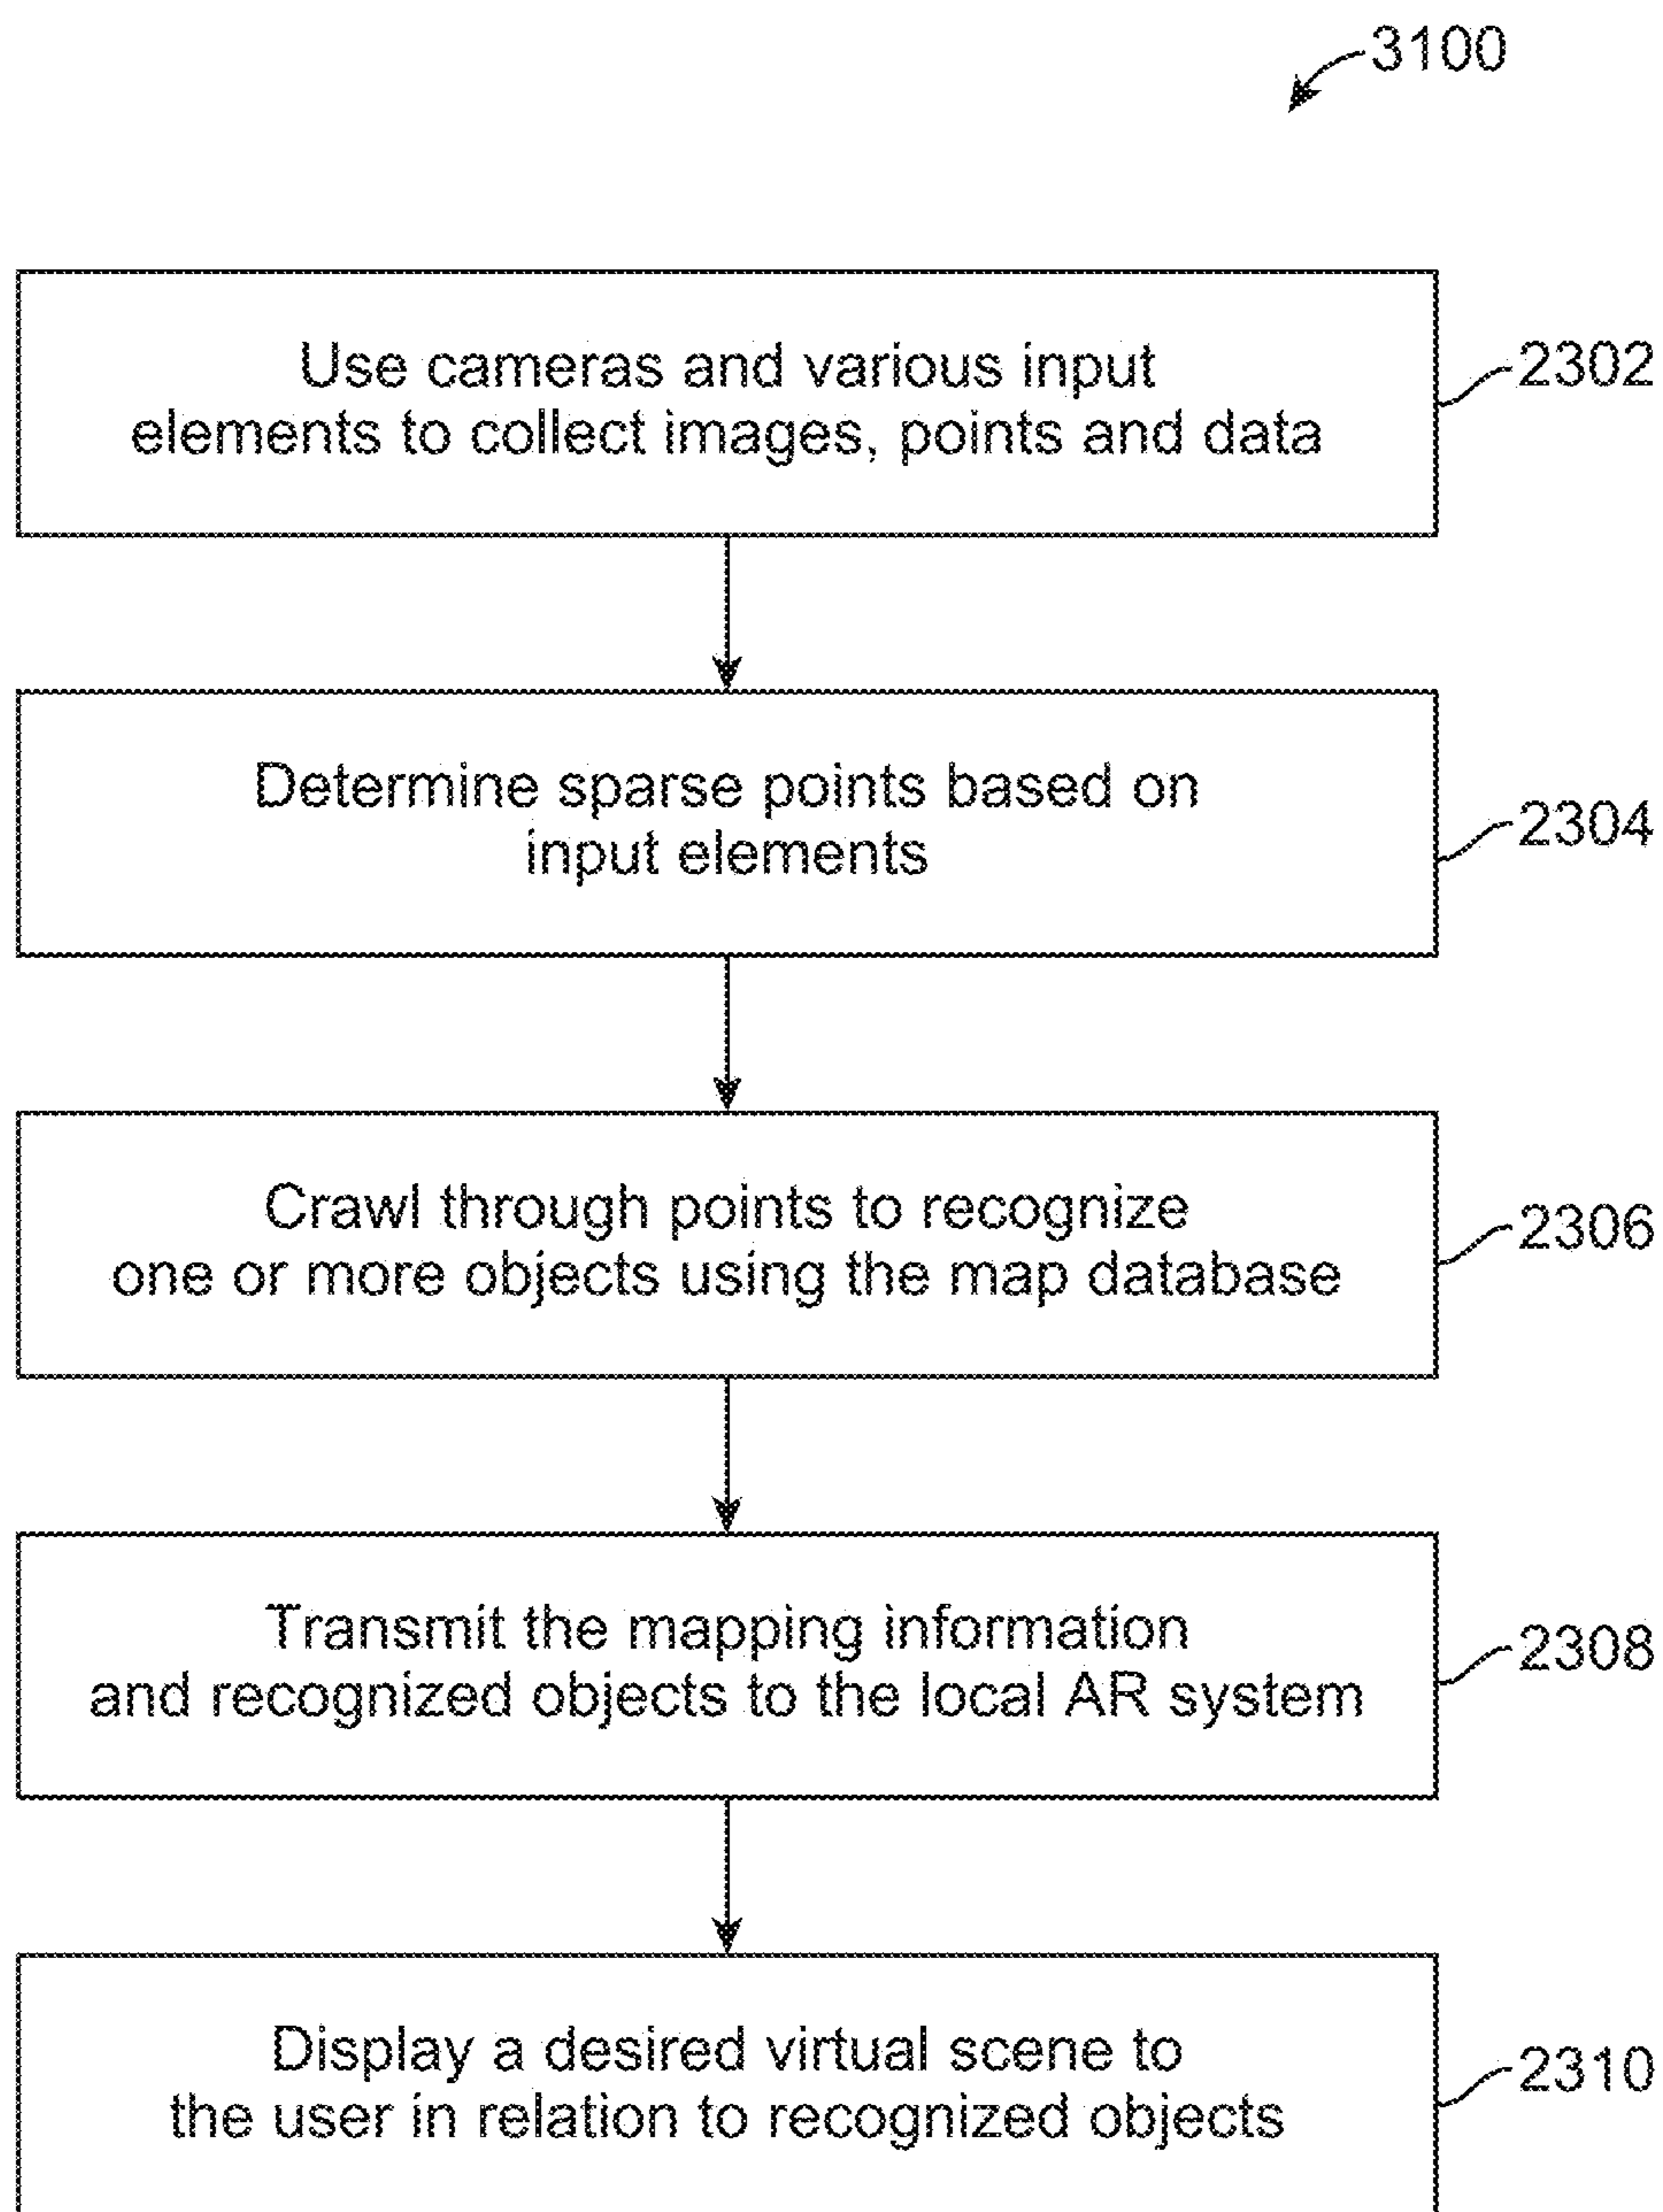 3100
Use cameras and various input
elements to collect images, points and data
2302
Determine sparse points based on
input elements
2304
Crawl through points to recognize
one or more objects using the map database
2306
Transmit the mapping information
and recognized objects to the local AR system
2308
Display a desired virtual scene to
the user in relation to recognized objects
2310